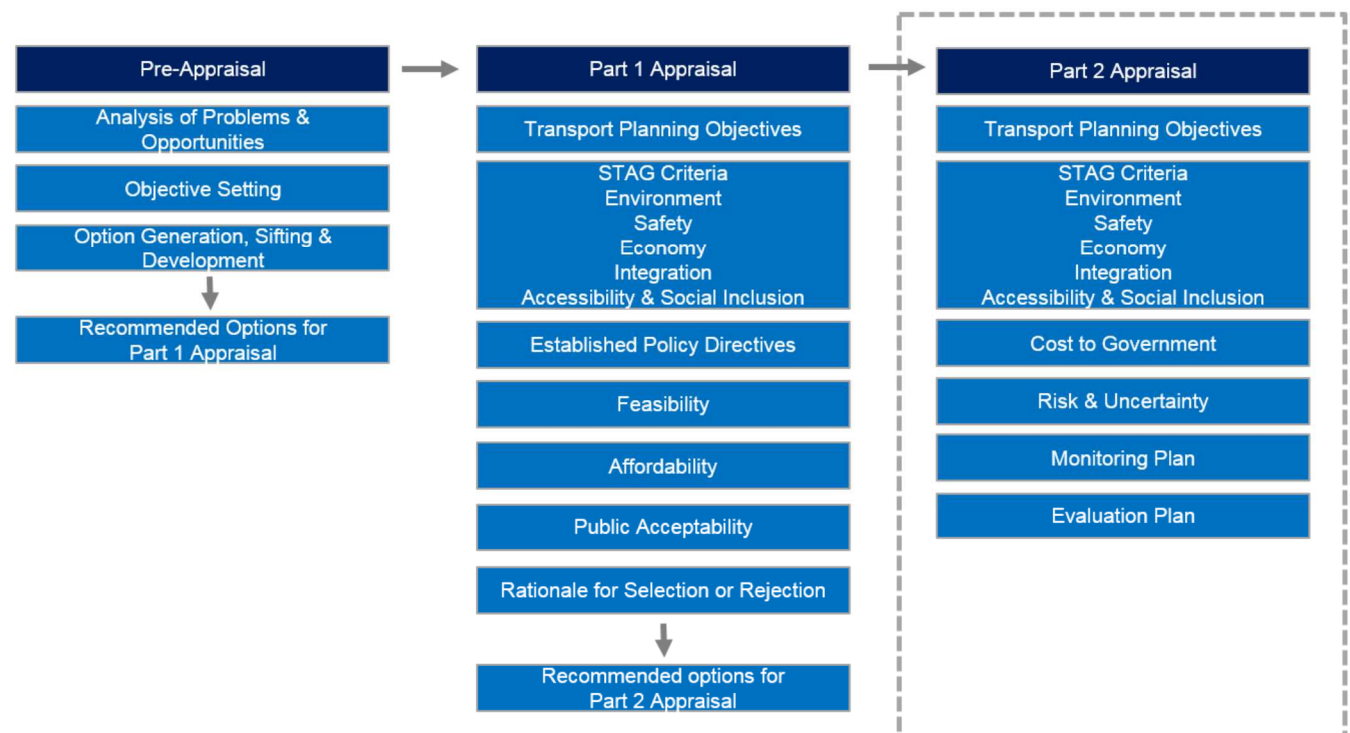 Pre-Appraisal
Analysis of Problems &
Opportunities
Objective Setting
Option Generation, Sifting &
Development
Recommended Options for
Part 1 Appraisal
Part 1 Appraisal
Transport Planning Objectives
STAG Criteria
Environment
Safety
Economy
Integration
Accessibility & Social Inclusion
Established Policy Directives
Feasibility
Affordability
Public Acceptability
Rationale for Selection or Rejection
Recommended options for
Part 2 Appraisal
Part 2 Appraisal
Transport Planning Objectives
STAG Criteria
Environment
Safety
Economy
Integration
Accessibility & Social Inclusion
Cost to Government
Risk & Uncertainty
Monitoring Plan
Evaluation Plan